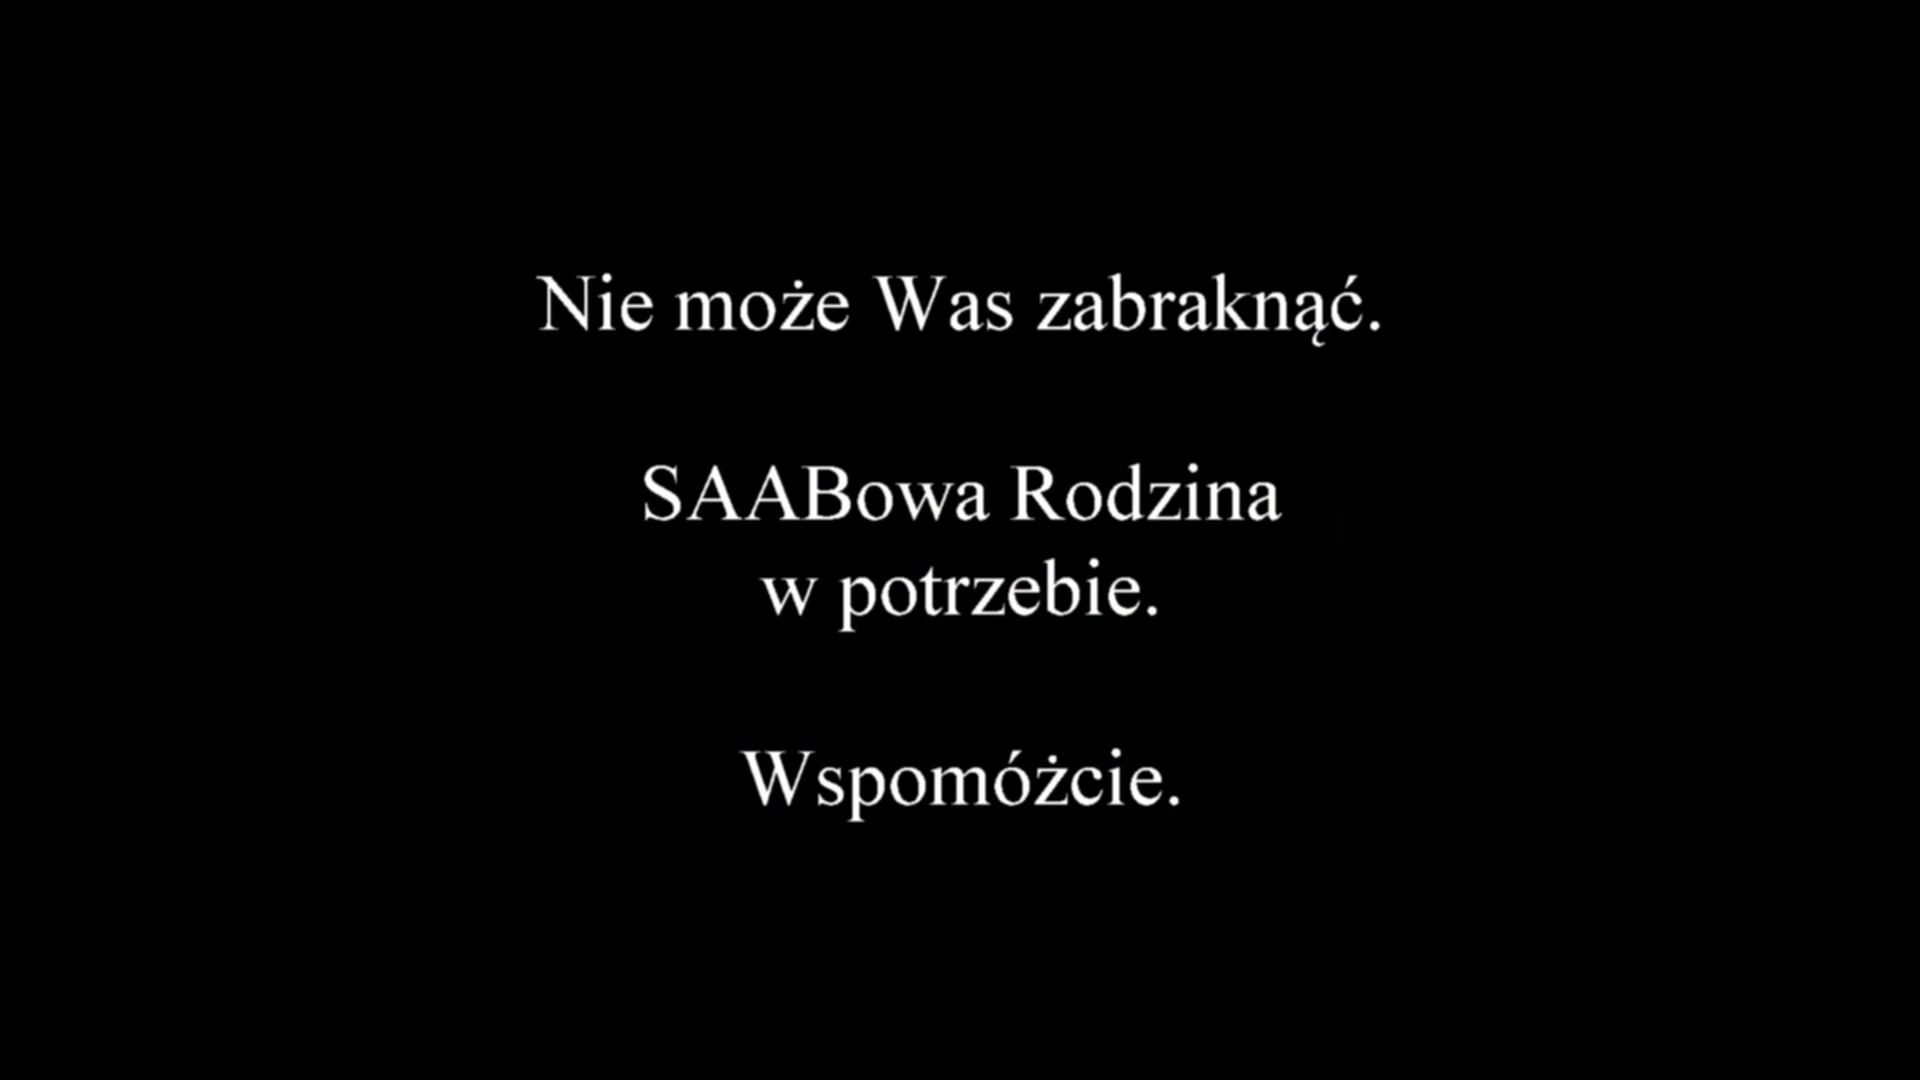 Nie może Was zabraknąć.
SAABowa Rodzina
w potrzebie.
Wspomóżcie.